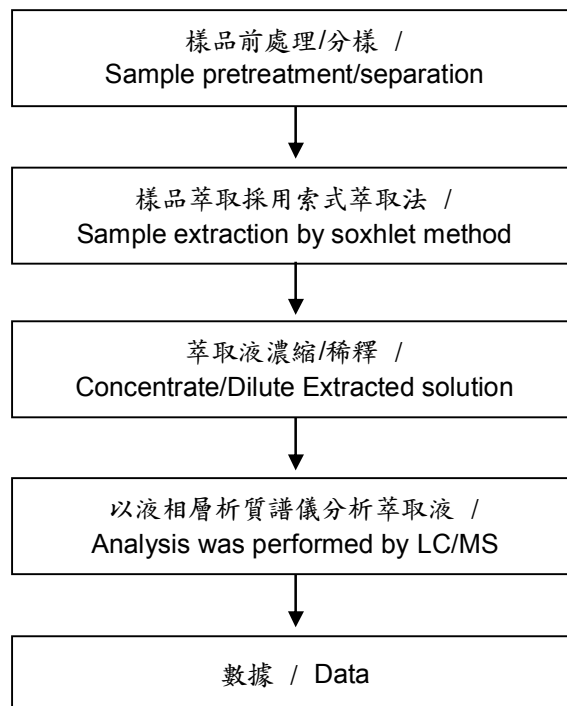 樣品前處理/分樣 /
Sample pretreatment/separation
樣品萃取採用索式萃取法 /
Sample extraction by soxhlet method
萃取液濃縮/稀釋 /
Concentrate/Dilute Extracted solution
以液相層析質譜儀分析萃取液 /
Analysis was performed by LC/MS
數據 / Data